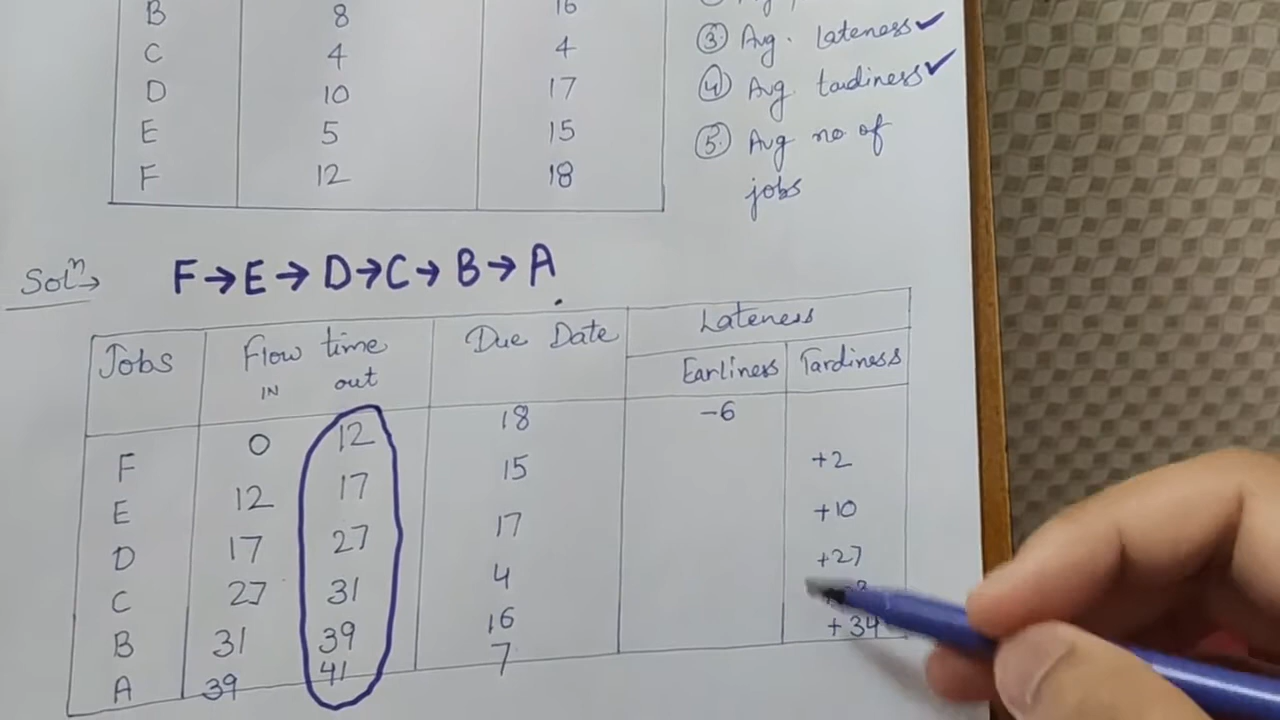 B 8 16
C 4 4
D 10 17
E 5 15
F 12 18
③ Avg. Lateness ✓
④ Avg tardiness ✓
⑤ Avg no of
jobs
Solⁿ→ F→E→D→C→B→A
Jobs Flow time Due Date Lateness
IN out Earliness Tardiness
F 0 12 18 -6
E 12 17 15 +2
D 17 27 17 +10
C 27 31 4 +27
B 31 39 16
A 39 41 7 +34